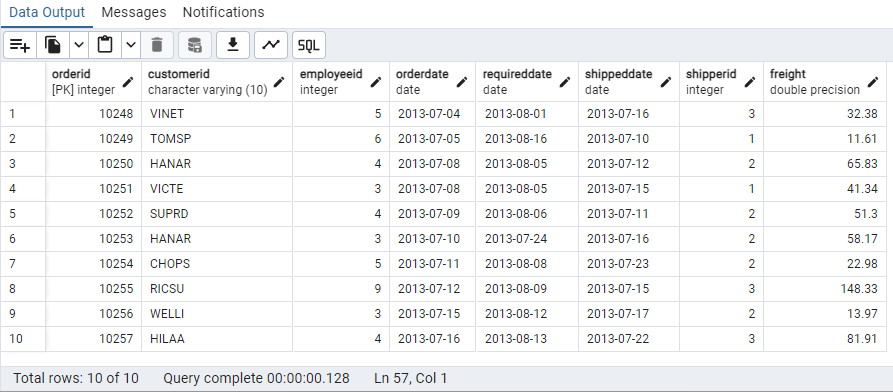 Data Output Messages Notifications
SQL
orderid customerid employeeid orderdate requireddate shippeddate shipperid freight
[PK] integer character varying (10) integer date date date integer double precision
1 10248 VINET 5 2013-07-04 2013-08-01 2013-07-16 3 32.38
2 10249 TOMSP 6 2013-07-05 2013-08-16 2013-07-10 1 11.61
3 10250 HANAR 4 2013-07-08 2013-08-05 2013-07-12 2 65.83
4 10251 VICTE 3 2013-07-08 2013-08-05 2013-07-15 1 41.34
5 10252 SUPRD 4 2013-07-09 2013-08-06 2013-07-11 2 51.3
6 10253 HANAR 3 2013-07-10 2013-07-24 2013-07-16 2 58.17
7 10254 CHOPS 5 2013-07-11 2013-08-08 2013-07-23 2 22.98
8 10255 RICSU 9 2013-07-12 2013-08-09 2013-07-15 3 148.33
9 10256 WELLI 3 2013-07-15 2013-08-12 2013-07-17 2 13.97
10 10257 HILAA 4 2013-07-16 2013-08-13 2013-07-22 3 81.91
Total rows: 10 of 10 Query complete 00:00:00.128 Ln 57, Col 1